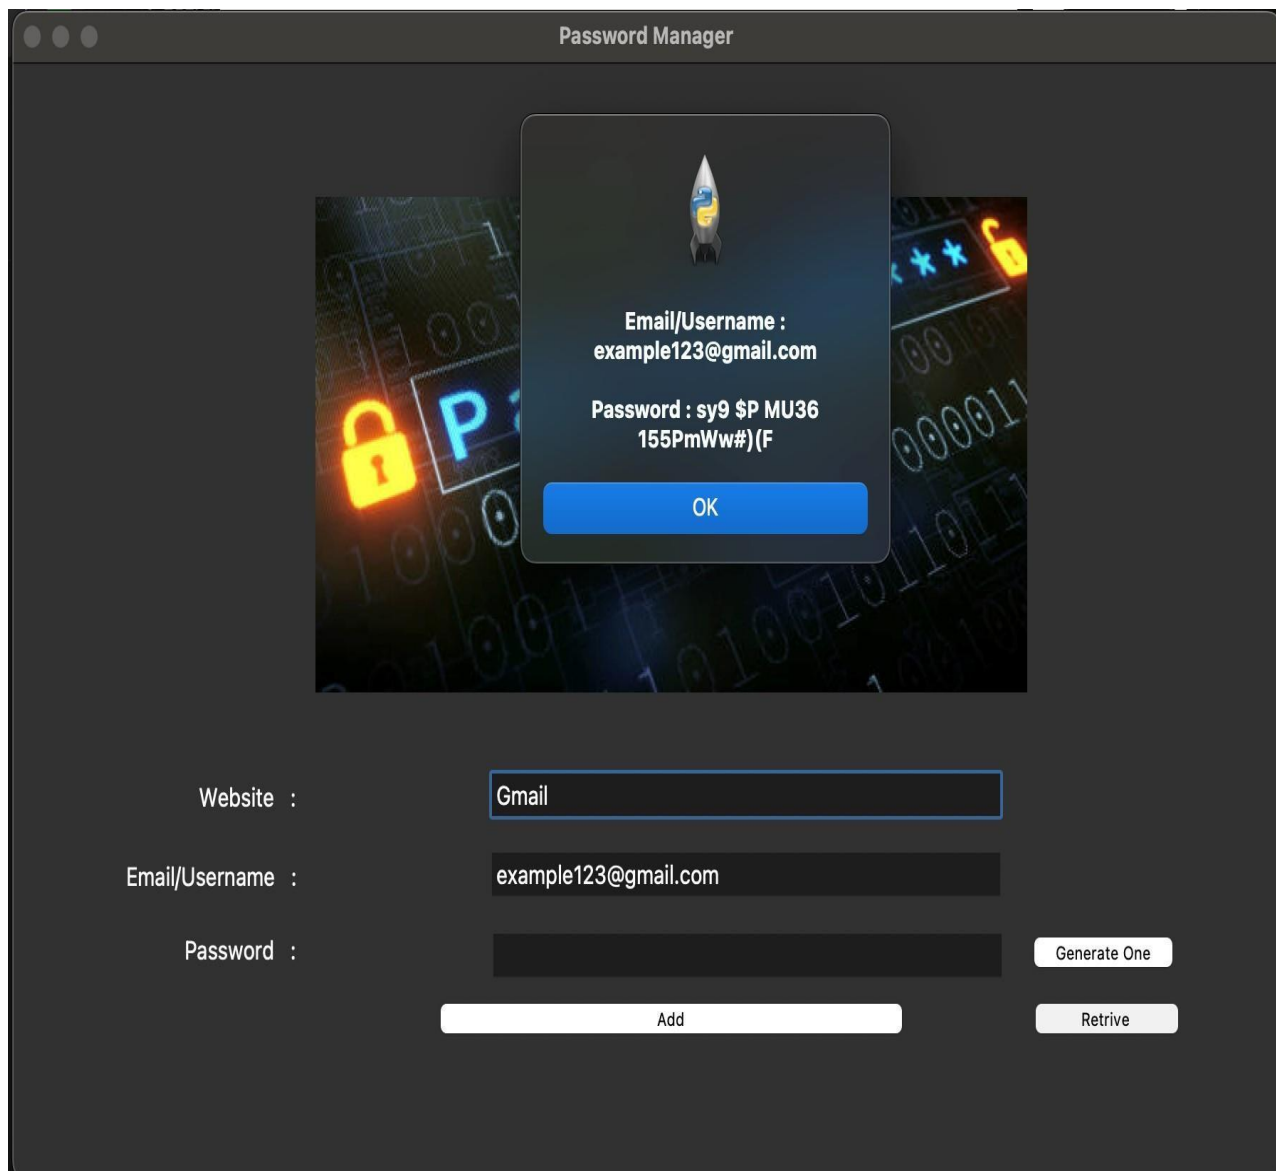 Password Manager
Email/Username :
example123@gmail.com
Password : sy9 $P MU36
155PmWw#)(F
OK
Website :
Gmail
Email/Username :
example123@gmail.com
Password :
Generate One
Add
Retrive